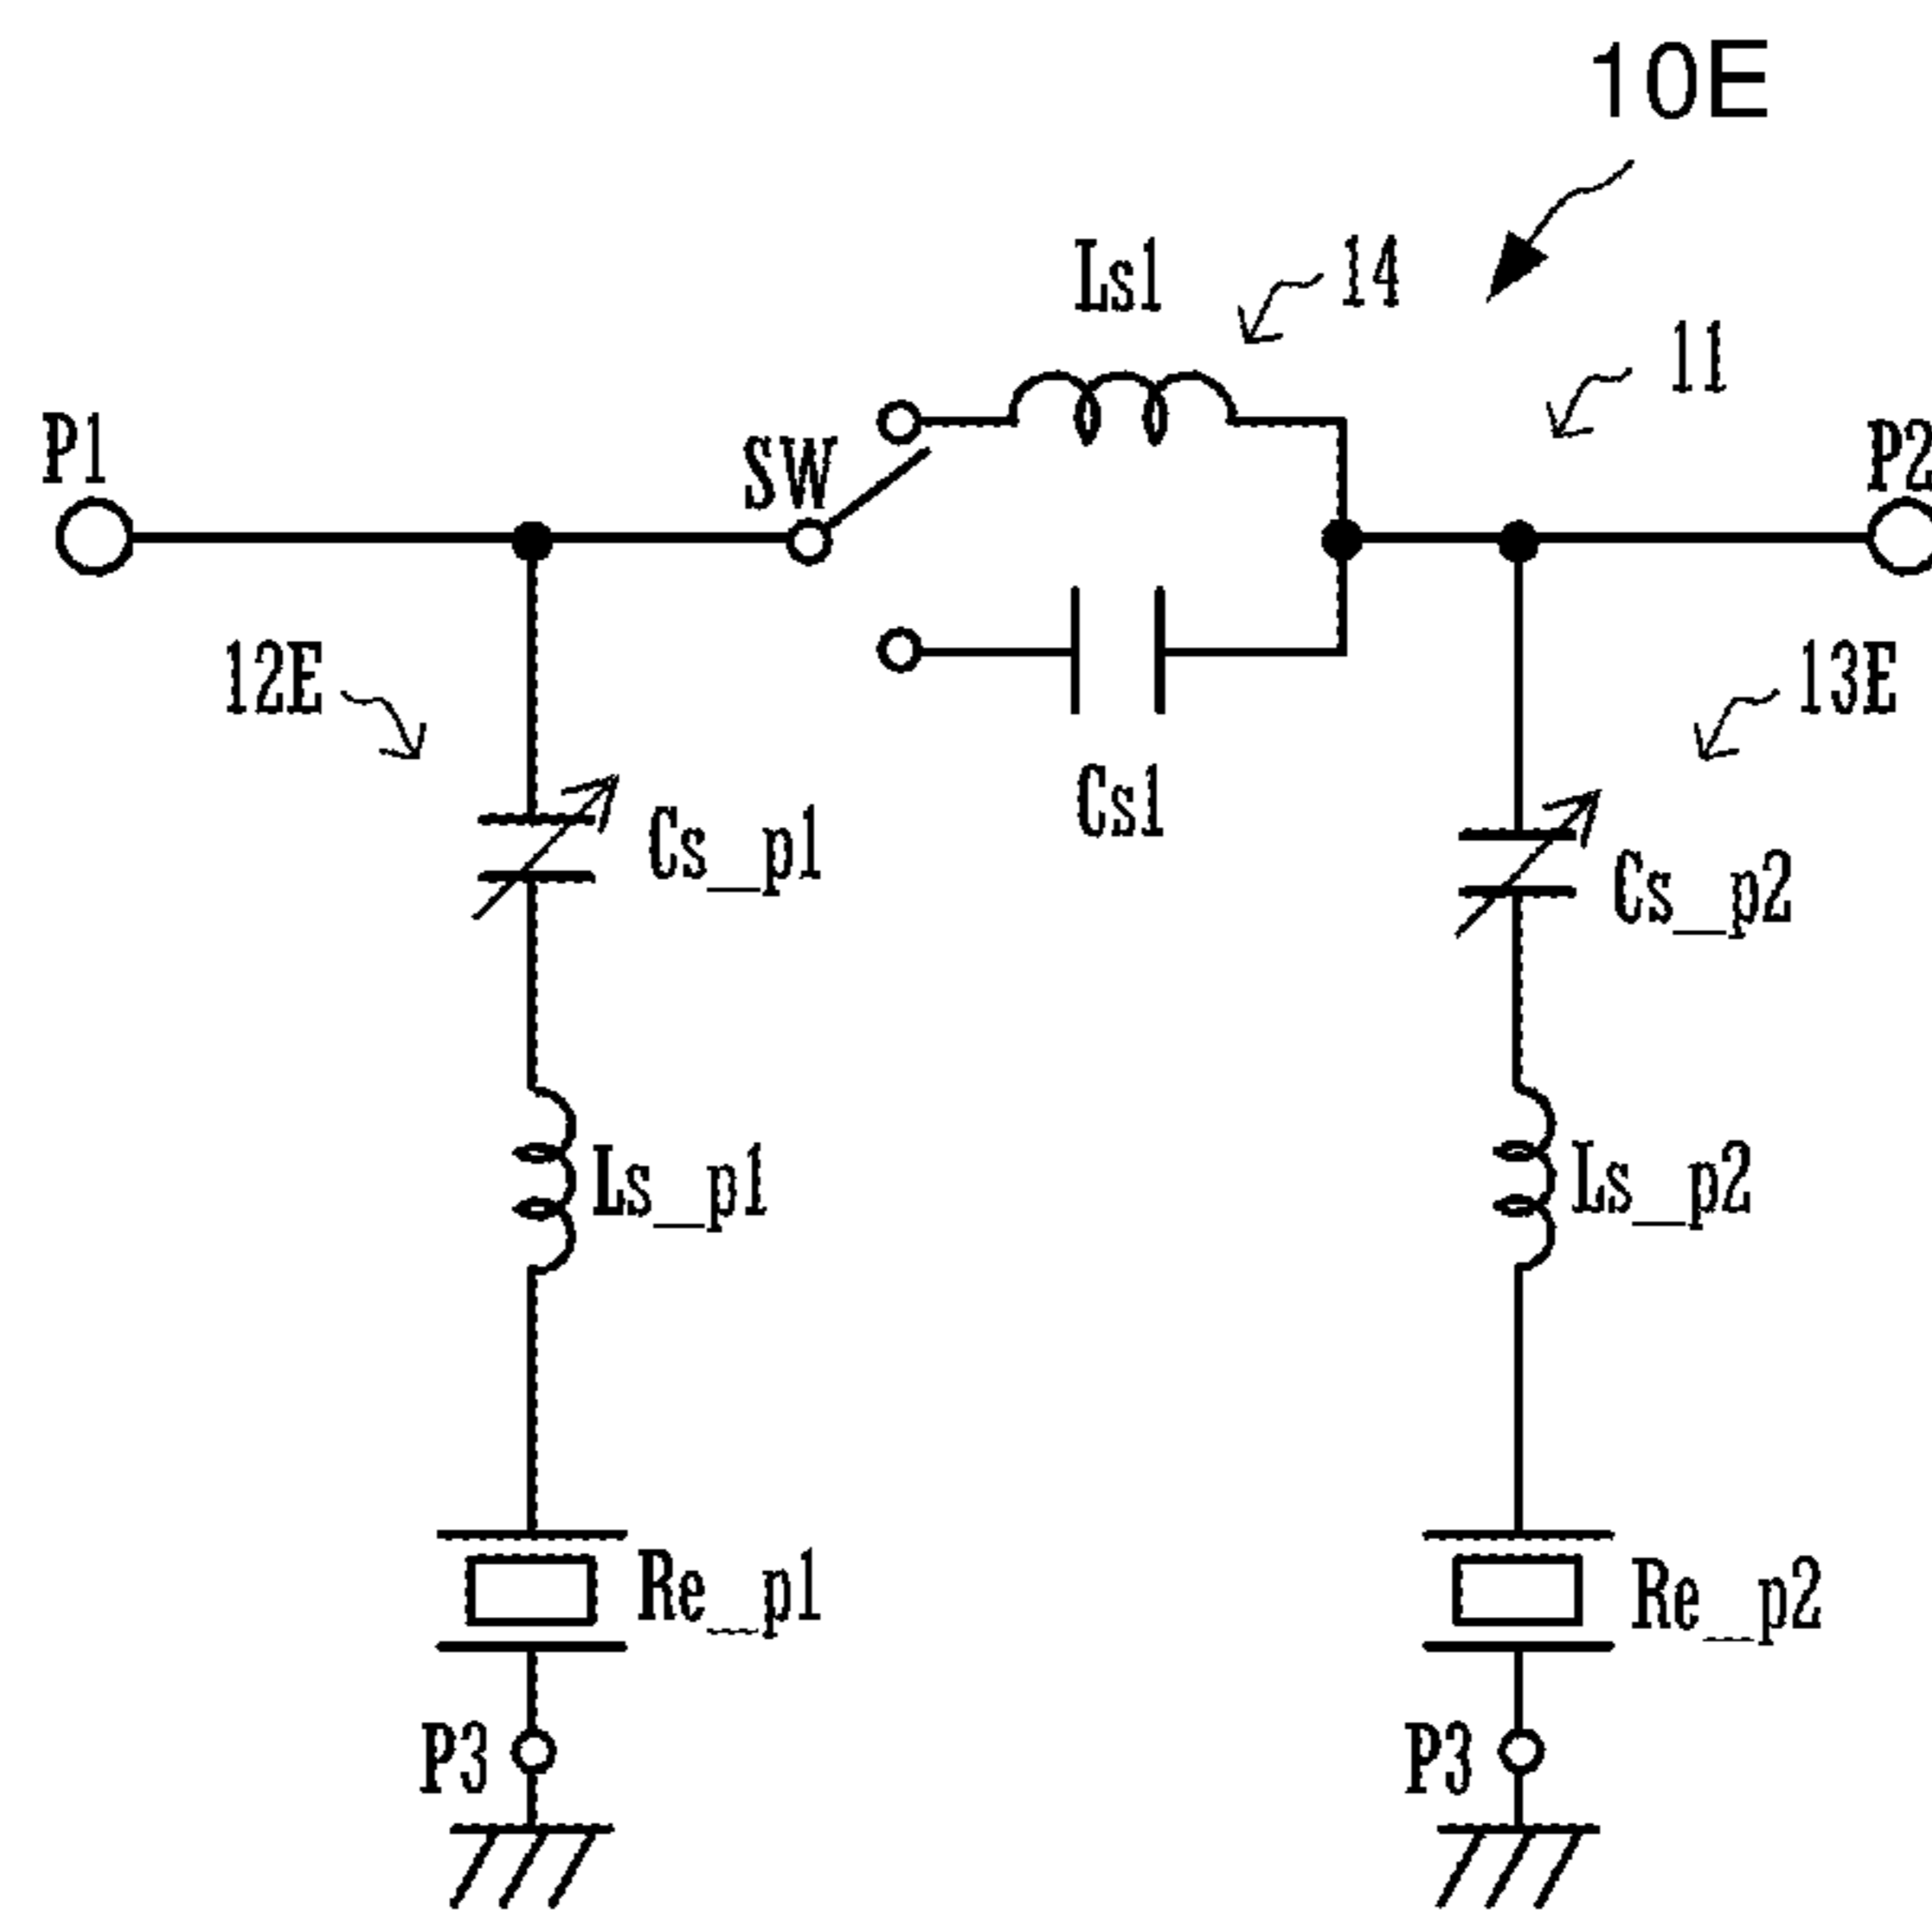 10E
Ls1
14
11
P1
SW
P2
12E
13E
Cs1
Cs_p1
Cs_p2
Ls_p1
Ls_p2
Re_p1
Re_p2
P3
P3